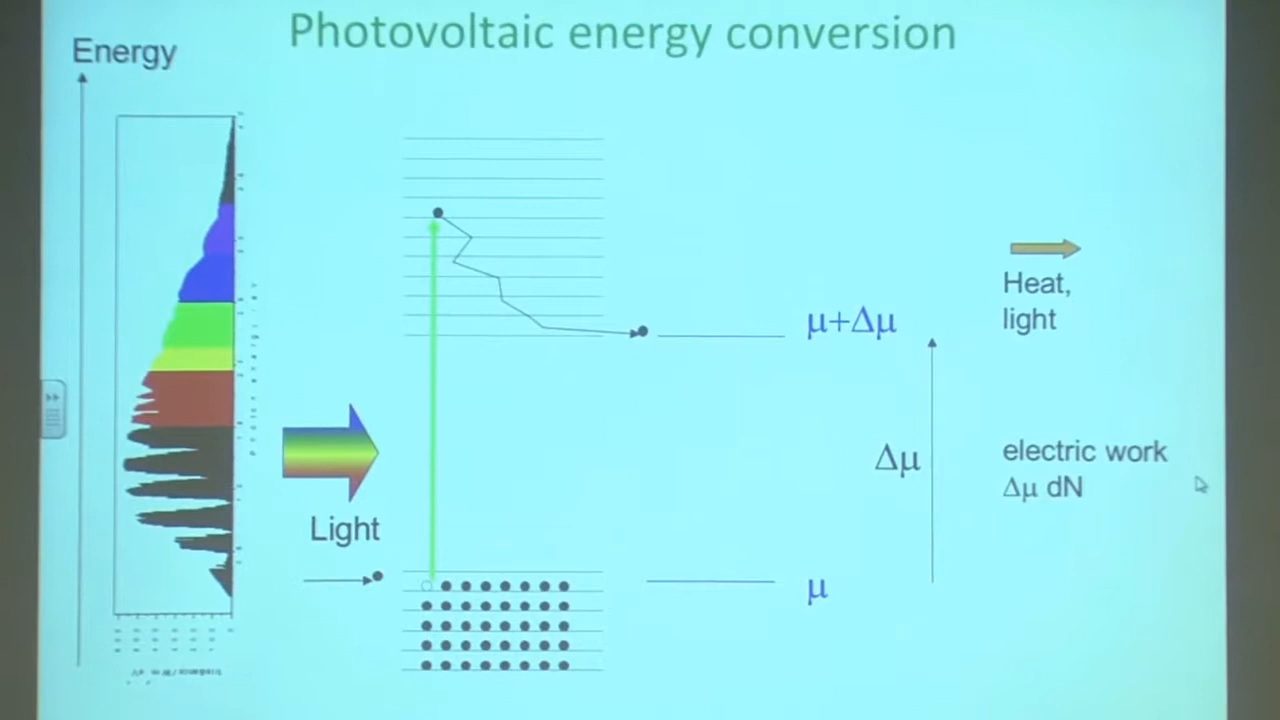 Photovoltaic energy conversion
Energy
Heat,
light
μ+Δμ
Δμ
electric work
Δμ dN
Light
μ